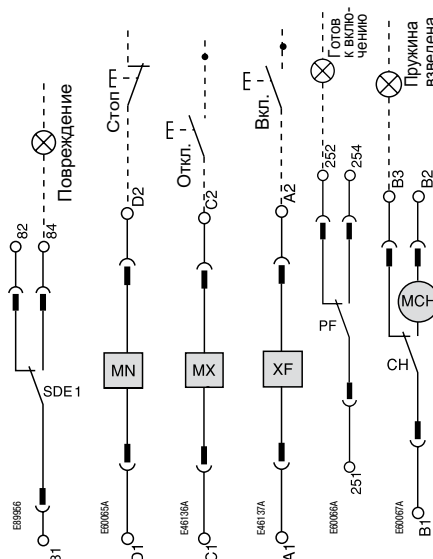 Повреждение
82
84
SDE1
E89956
81
Стоп
D2
MN
E60065A
D1
Откл.
C2
MX
E46136A
C1
Вкл.
A2
XF
E46137A
A1
Готов
к вклю-
чению
252
254
PF
E60066A
251
Пружина
взведена
B3
B2
MCH
CH
E60067A
B1